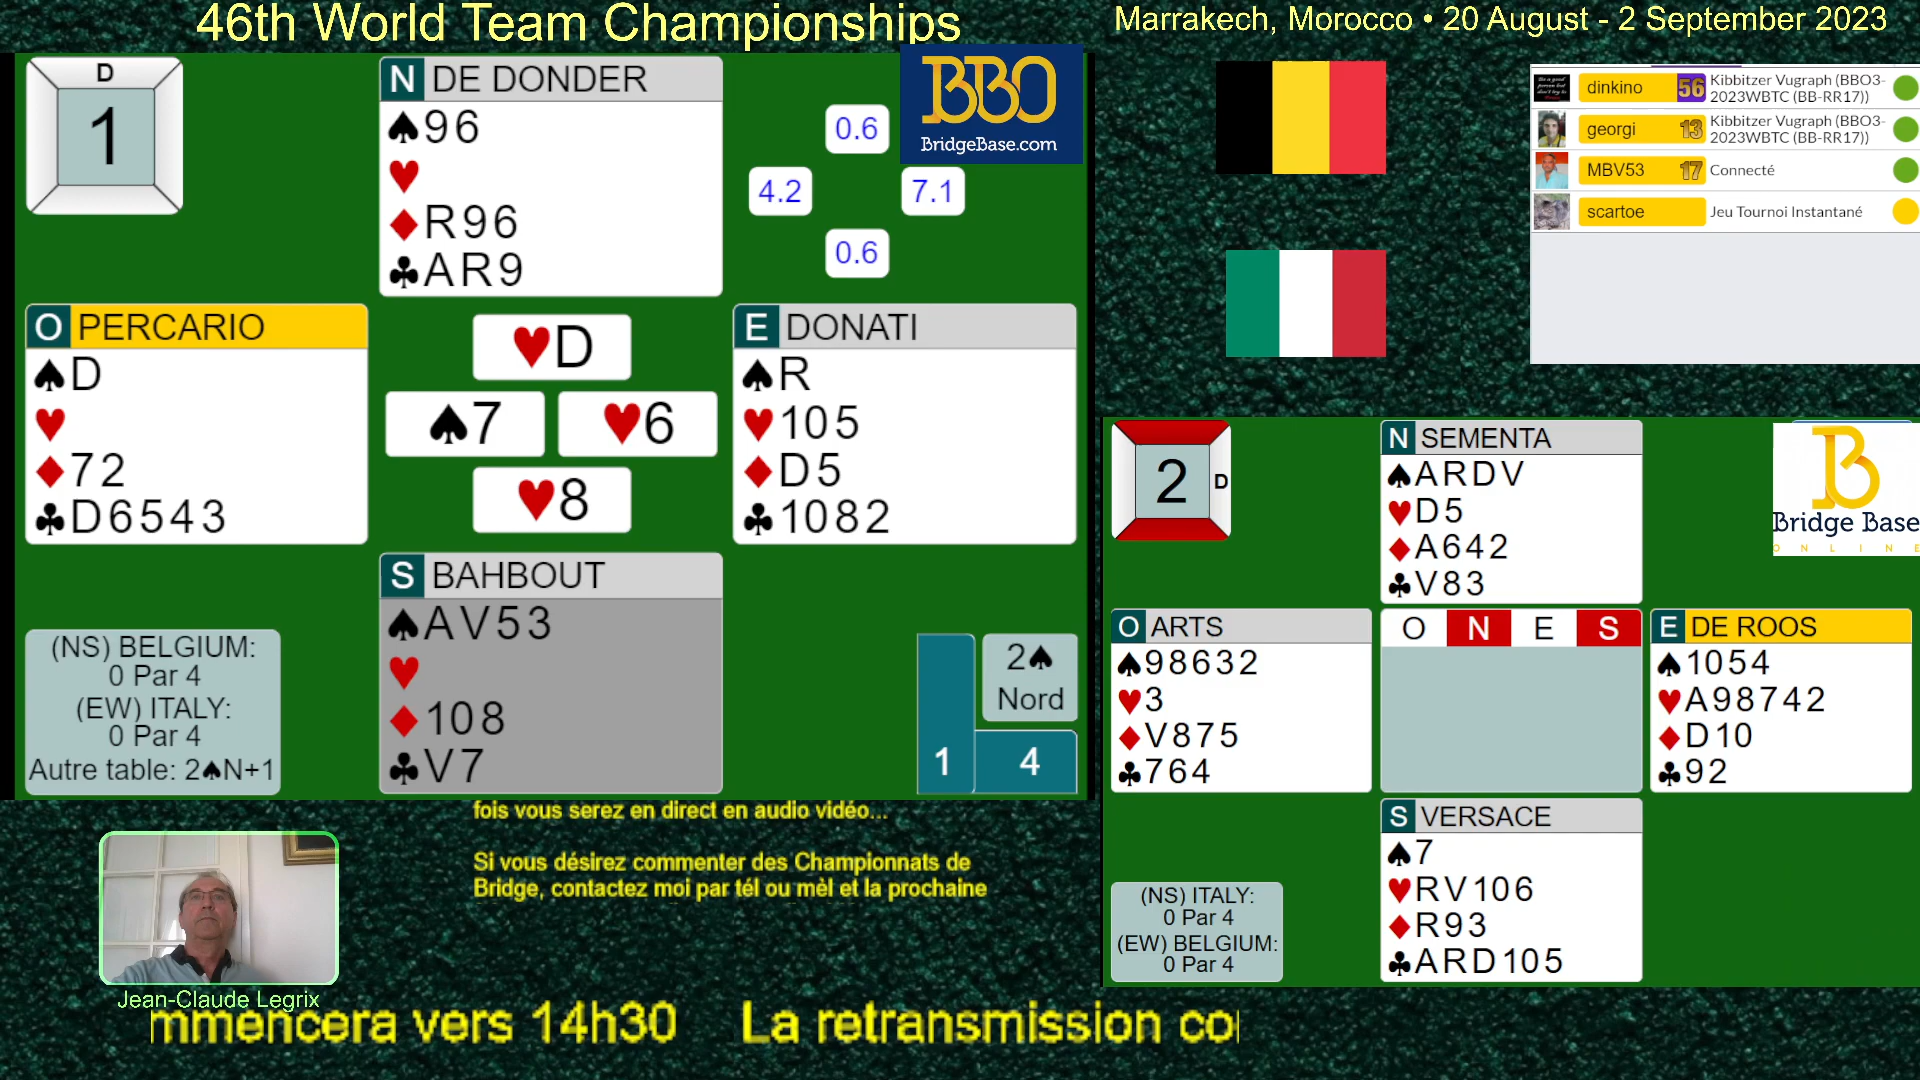 46th World Team Championships
Marrakech, Morocco • 20 August - 2 September 2023
D
1
N DE DONDER
♠96
♥
♦R96
♣AR9
0.6
4.2
7.1
0.6
BBO
BridgeBase.com
dinkino 56 Kibbitzer Vugraph (BBO3-
2023WBTC (BB-RR17))
georgi 13 Kibbitzer Vugraph (BBO3-
2023WBTC (BB-RR17))
MBV53 17 Connecté
scartoe Jeu Tournoi Instantané
O PERCARIO
♠D
♥
♦72
♣D6543
♥D
♠7
♥6
♥8
E DONATI
♠R
♥105
♦D5
♣1082
S BAHBOUT
♠AV53
♥
♦108
♣V7
(NS) BELGIUM:
0 Par 4
(EW) ITALY:
0 Par 4
Autre table: 2♠N+1
2♠
Nord
1
4
2
D
N SEMENTA
♠ARDV
♥D5
♦A642
♣V83
B
Bridge Base
ONLINE
O ARTS
♠98632
♥3
♦V875
♣764
O N E S
E DE ROOS
♠1054
♥A98742
♦D10
♣92
S VERSACE
♠7
♥RV106
♦R93
♣ARD105
(NS) ITALY:
0 Par 4
(EW) BELGIUM:
0 Par 4
fois vous serez en direct en audio vidéo...
Si vous désirez commenter des Championnats de
Bridge, contactez moi par tél ou mèl et la prochaine
Jean-Claude Legrix
mmencera vers 14h30 La retransmission co